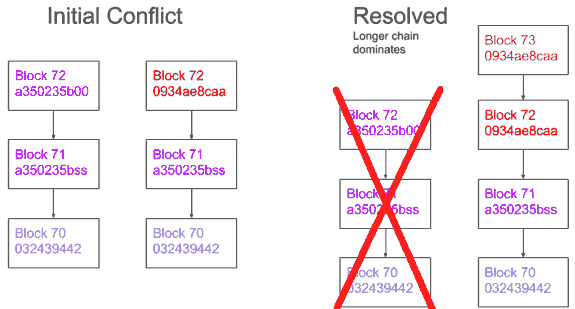 Initial Conflict
Block 72
a350235b00
Block 71
a350235bss
Block 70
032439442
Block 72
0934ae8caa
Block 71
a350235bss
Block 70
032439442
Resolved
Longer chain
dominates
Block 72
a350235b00
71
a350235bss
Block 70
032439442
Block 73
0934ae8caa
Block 72
0934ae8caa
Block 71
a350235bss
Block 70
032439442